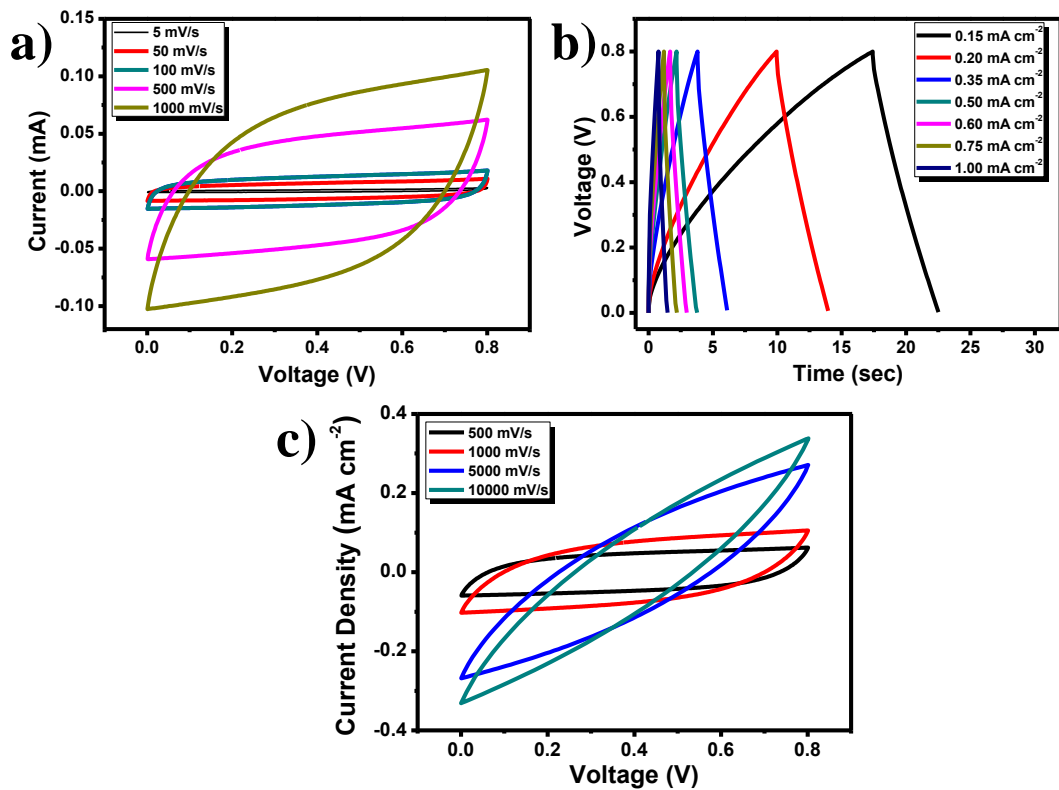 a)
5 mV/s
50 mV/s
100 mV/s
500 mV/s
1000 mV/s
0.15
0.10
0.05
0.00
-0.05
-0.10
Current (mA)
0.0 0.2 0.4 0.6 0.8
Voltage (V)
b)
0.15 mA cm⁻²
0.20 mA cm⁻²
0.35 mA cm⁻²
0.50 mA cm⁻²
0.60 mA cm⁻²
0.75 mA cm⁻²
1.00 mA cm⁻²
0.8
0.6
0.4
0.2
0.0
Voltage (V)
0 5 10 15 20 25 30
Time (sec)
c)
500 mV/s
1000 mV/s
5000 mV/s
10000 mV/s
0.4
0.2
0.0
-0.2
-0.4
Current Density (mA cm⁻²)
0.0 0.2 0.4 0.6 0.8
Voltage (V)